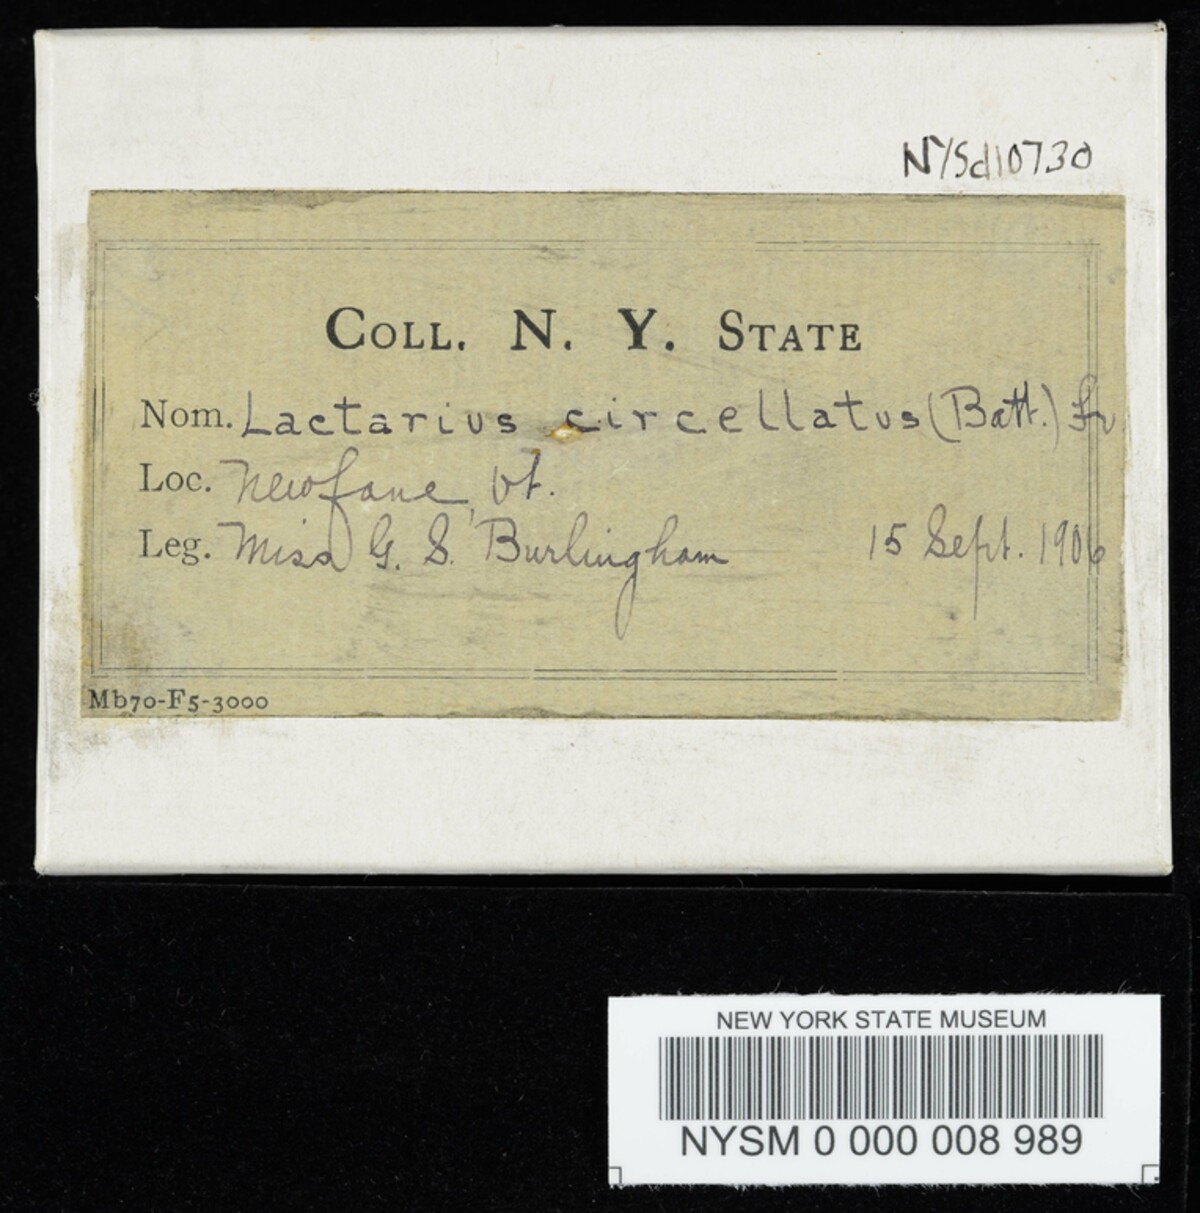 NYSd10730
COLL. N. Y. STATE
Nom. Lactarius circellatus (Batt.) Fr
Loc. Newfane, Vt.
Leg. Miss G. S. Burlingham 15 Sept. 1906
Mb70-F5-3000
NEW YORK STATE MUSEUM
NYSM 0 000 008 989